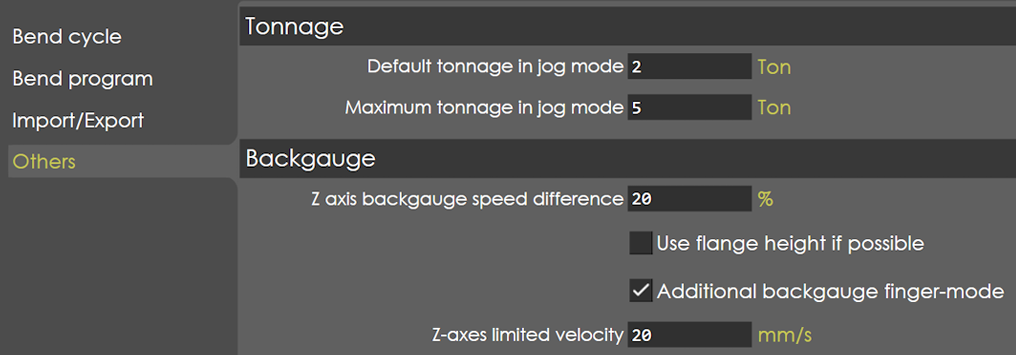 Bend cycle
Bend program
Import/Export
Others
Tonnage
Default tonnage in jog mode 2 Ton
Maximum tonnage in jog mode 5 Ton
Backgauge
Z axis backgauge speed difference 20 %
Use flange height if possible
Additional backgauge finger-mode
Z-axes limited velocity 20 mm/s